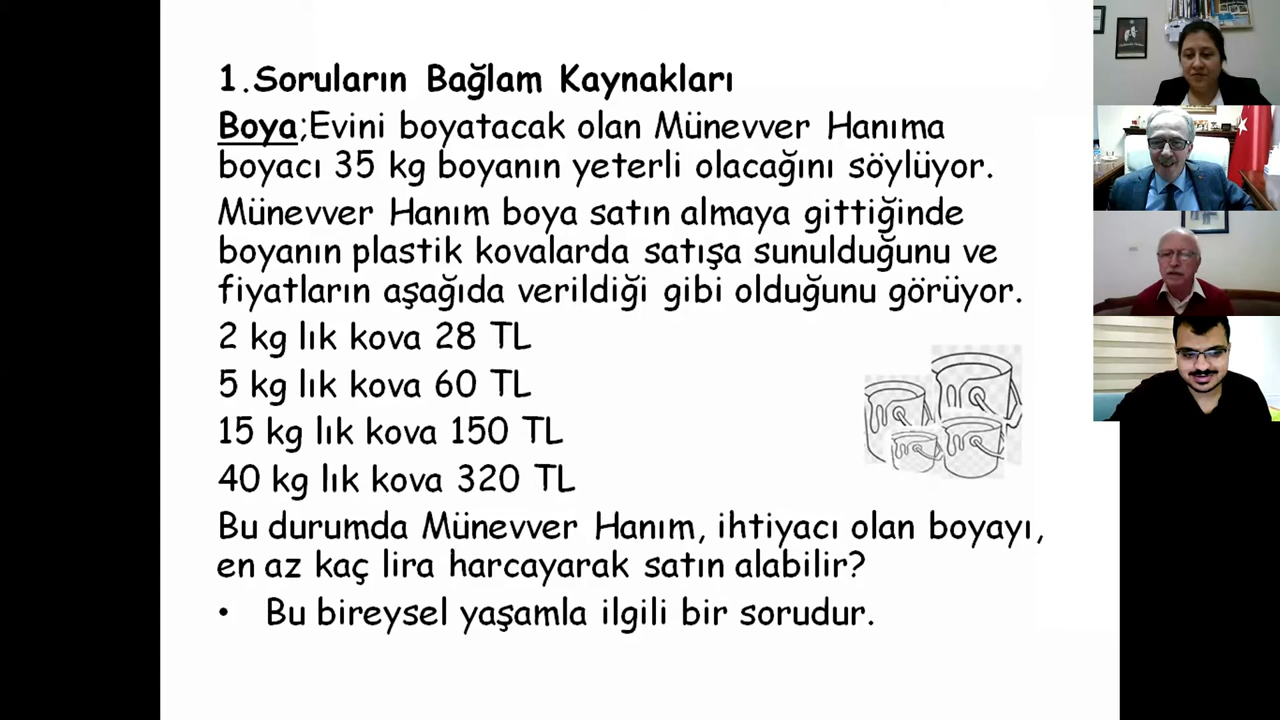 1.Soruların Bağlam Kaynakları
Boya;Evini boyatacak olan Münevver Hanıma
boyacı 35 kg boyanın yeterli olacağını söylüyor.
Münevver Hanım boya satın almaya gittiğinde
boyanın plastik kovalarda satışa sunulduğunu ve
fiyatların aşağıda verildiği gibi olduğunu görüyor.
2 kg lık kova 28 TL
5 kg lık kova 60 TL
15 kg lık kova 150 TL
40 kg lık kova 320 TL
Bu durumda Münevver Hanım, ihtiyacı olan boyayı,
en az kaç lira harcayarak satın alabilir?
• Bu bireysel yaşamla ilgili bir sorudur.